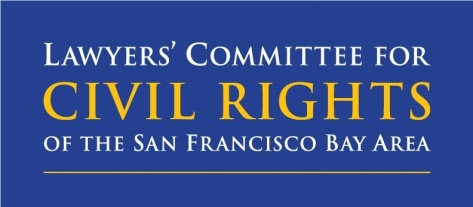 LAWYERS' COMMITTEE FOR
CIVIL RIGHTS
OF THE SAN FRANCISCO BAY AREA